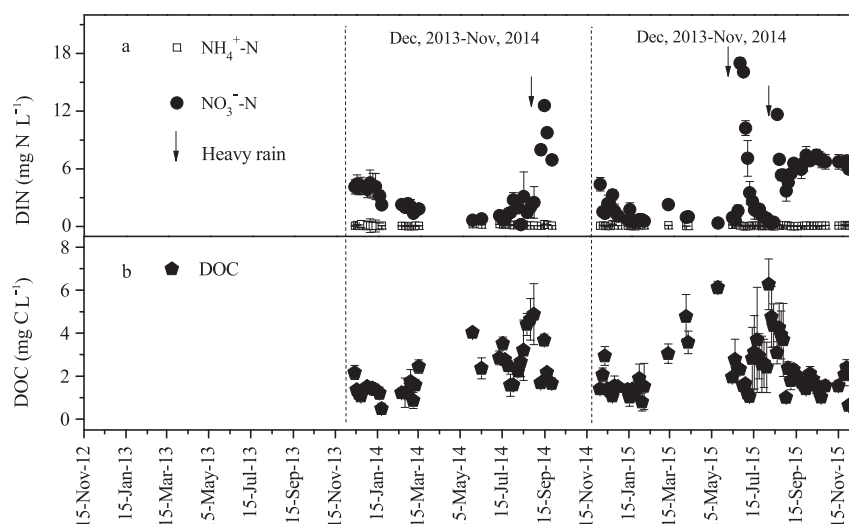 a
NH₄⁺-N
NO₃⁻-N
Heavy rain
Dec, 2013-Nov, 2014
Dec, 2013-Nov, 2014
DIN (mg N L⁻¹)
18
12
6
0
b
DOC
DOC (mg C L⁻¹)
8
6
4
2
0
15-Nov-12
15-Jan-13
15-Mar-13
5-May-13
15-Jul-13
15-Sep-13
15-Nov-13
15-Jan-14
15-Mar-14
5-May-14
15-Jul-14
15-Sep-14
15-Nov-14
15-Jan-15
15-Mar-15
5-May-15
15-Jul-15
15-Sep-15
15-Nov-15